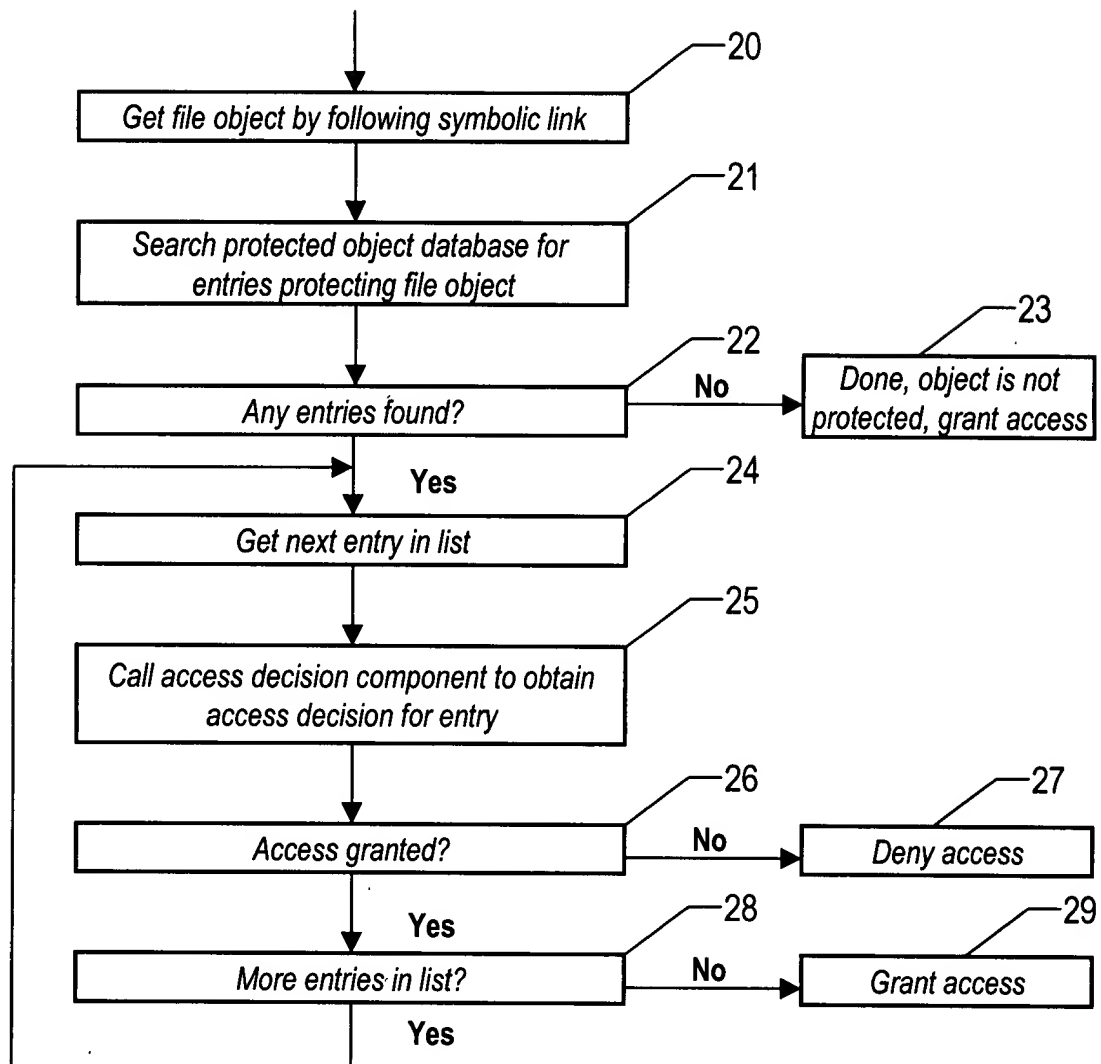 20
Get file object by following symbolic link
21
Search protected object database for
entries protecting file object
22
23
Any entries found?
No
Done, object is not
protected, grant access
Yes
24
Get next entry in list
25
Call access decision component to obtain
access decision for entry
26
27
Access granted?
No
Deny access
Yes
28
29
More entries in list?
No
Grant access
Yes